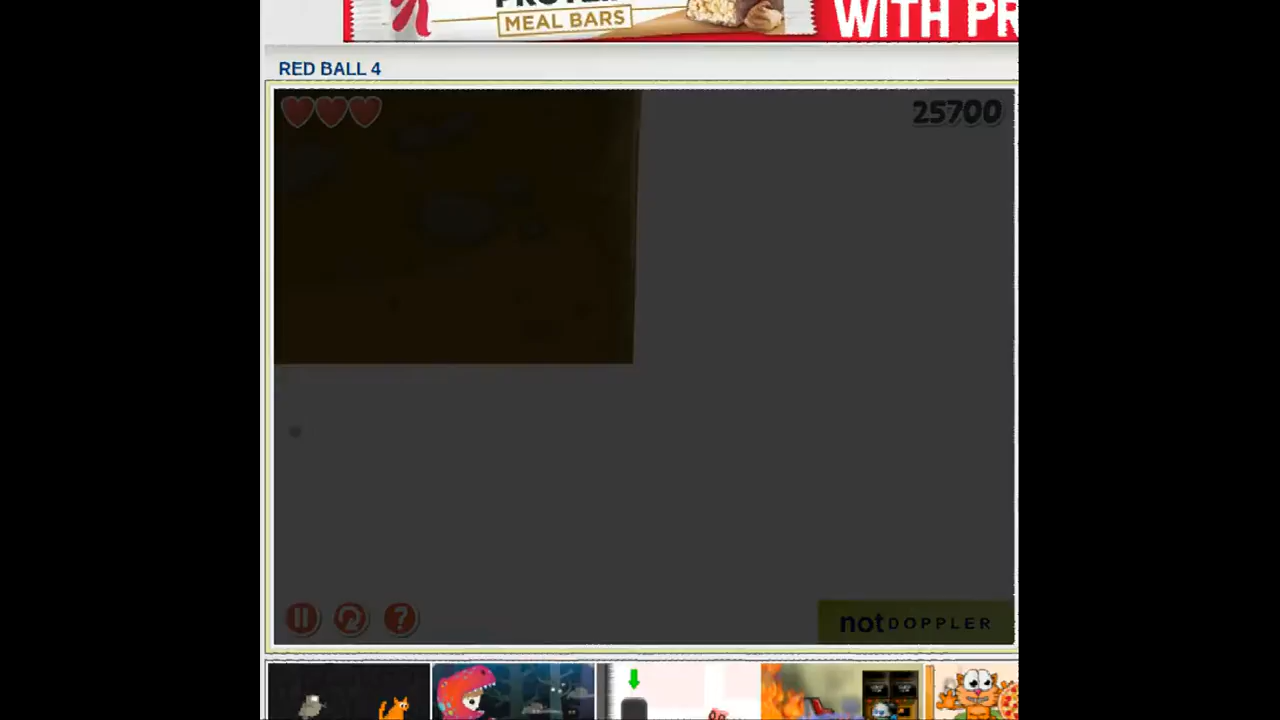 MEAL BARS
WITH PR
RED BALL 4
25700
?
notDOPPLER